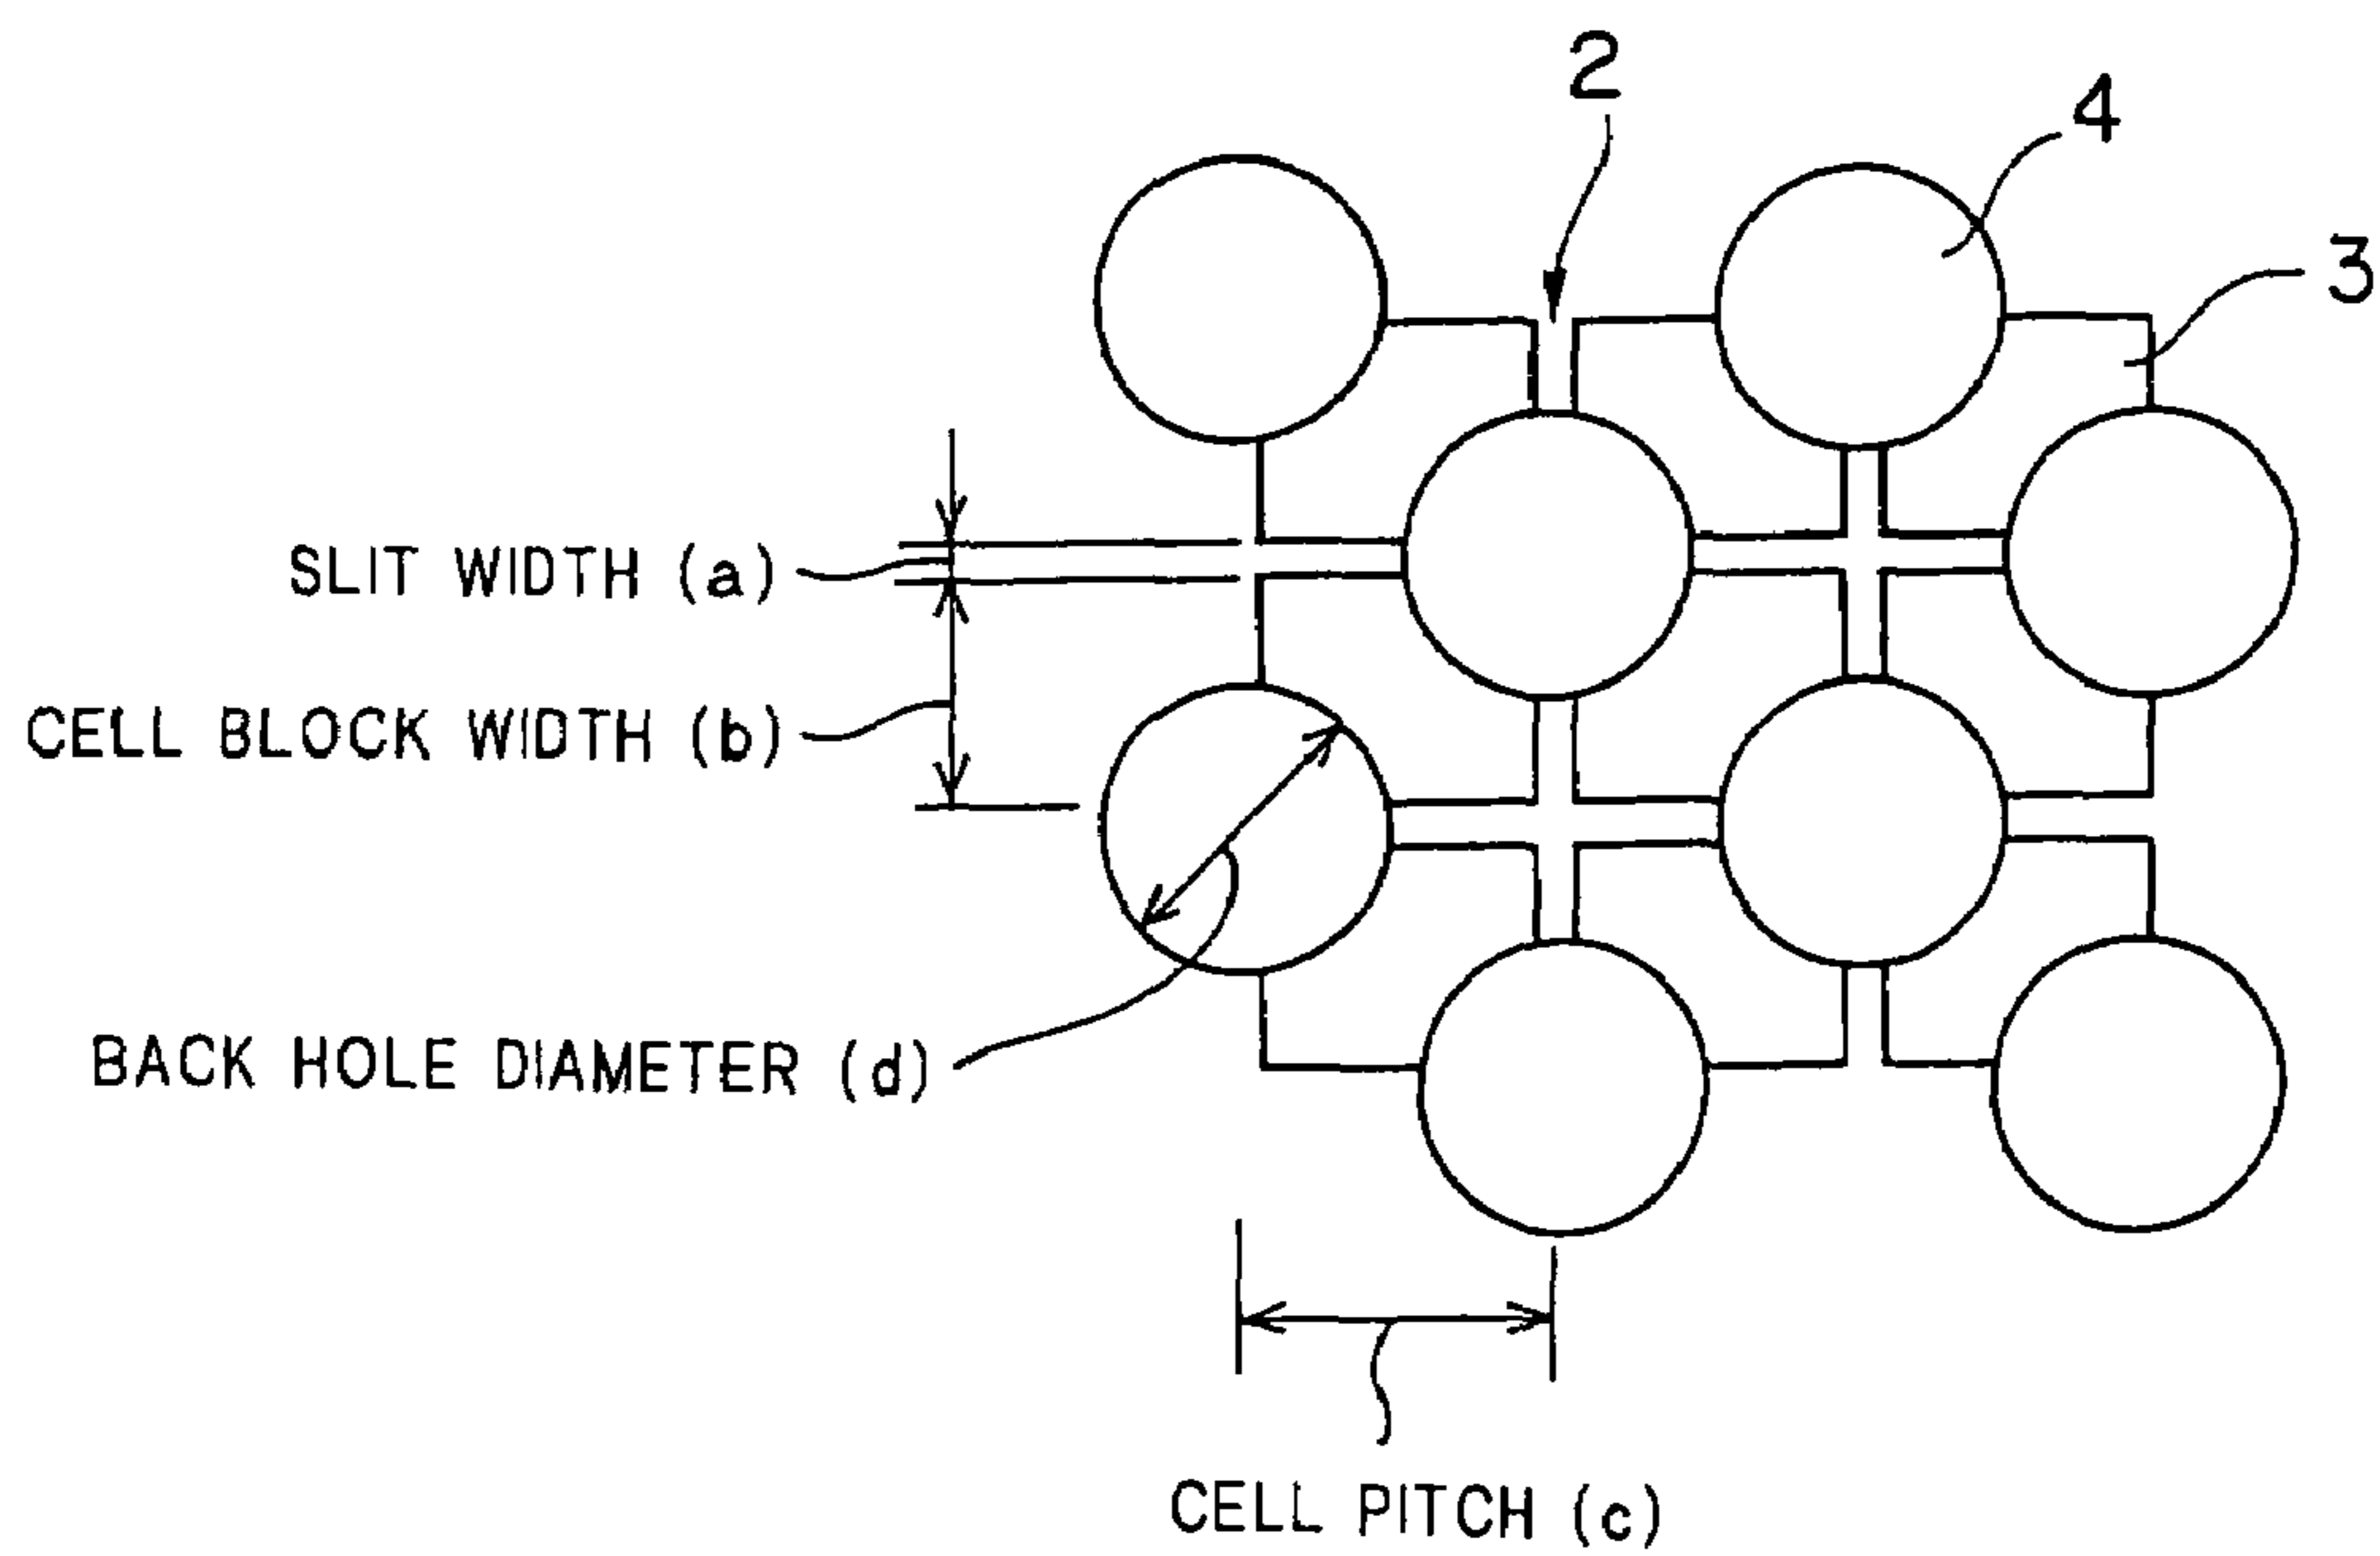 2
4
3
SLIT WIDTH (a)
CELL BLOCK WIDTH (b)
BACK HOLE DIAMETER (d)
CELL PITCH (c)